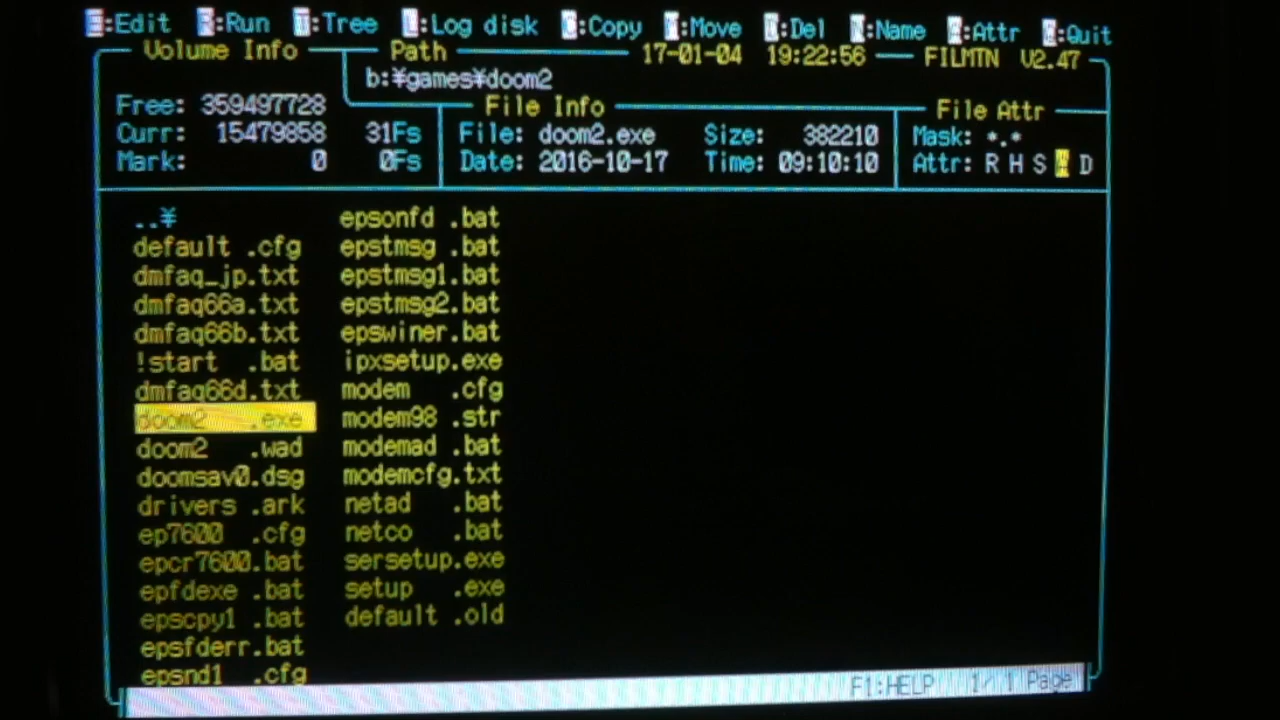 E:Edit R:Run T:Tree L:Log disk C:Copy M:Move D:Del N:Name A:Attr Q:Quit
Volume Info Path 17-01-04 19:22:56 FILMTN V2.47
b:¥games¥doom2
Free: 359497728 File Info File Attr
Curr: 15479858 31Fs File: doom2.exe Size: 382210 Mask: *.*
Mark: 0 0Fs Date: 2016-10-17 Time: 09:10:10 Attr: R H S A D
..¥ epsonfd .bat
default .cfg epstmsg .bat
dmfaq_jp.txt epstmsg1.bat
dmfaq66a.txt epstmsg2.bat
dmfaq66b.txt epswiner.bat
!start .bat ipxsetup.exe
dmfaq66d.txt modem .cfg
doom2 .exe modem98 .str
doom2 .wad modemad .bat
doomsav0.dsg modemcfg.txt
drivers .ark netad .bat
ep7600 .cfg netco .bat
epcr7600.bat sersetup.exe
epfdexe .bat setup .exe
epscpy1 .bat default .old
epsfderr.bat
epsnd1 .cfg
F1:HELP 1/ 1 Page